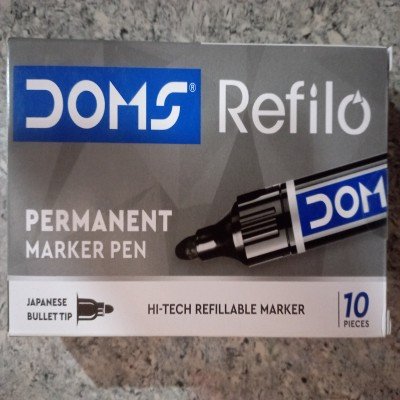 DOMS® Refilo
PERMANENT
MARKER PEN
DOM
JAPANESE
BULLET TIP
HI-TECH REFILLABLE MARKER
10
PIECES